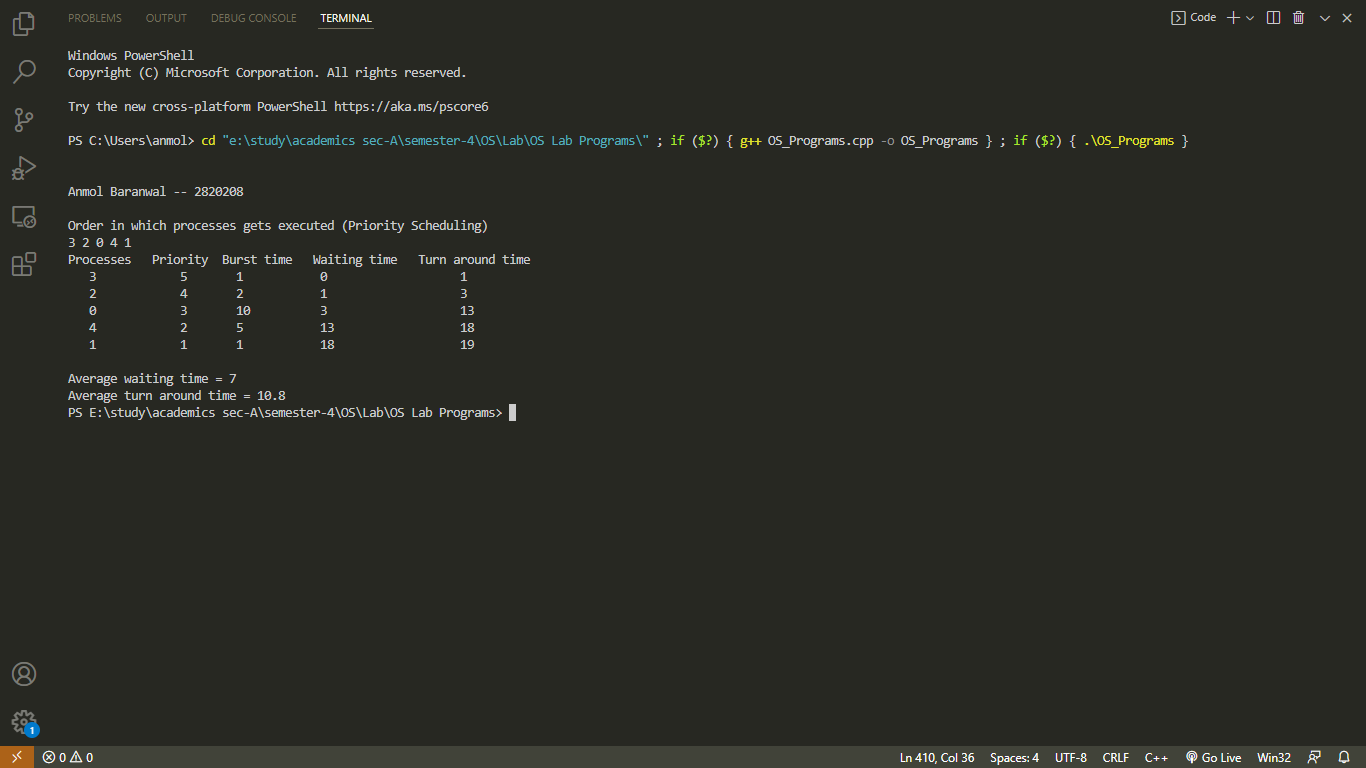 PROBLEMS OUTPUT DEBUG CONSOLE TERMINAL Code
Windows PowerShell
Copyright (C) Microsoft Corporation. All rights reserved.
Try the new cross-platform PowerShell https://aka.ms/pscore6
PS C:\Users\anmol> cd "e:\study\academics sec-A\semester-4\OS\Lab\OS Lab Programs\" ; if ($?) { g++ OS_Programs.cpp -o OS_Programs } ; if ($?) { .\OS_Programs }
Anmol Baranwal -- 2820208
Order in which processes gets executed (Priority Scheduling)
3 2 0 4 1
Processes Priority Burst time Waiting time Turn around time
3 5 1 0 1
2 4 2 1 3
0 3 10 3 13
4 2 5 13 18
1 1 1 18 19
Average waiting time = 7
Average turn around time = 10.8
PS E:\study\academics sec-A\semester-4\OS\Lab\OS Lab Programs>
1
0 0 Ln 410, Col 36 Spaces: 4 UTF-8 CRLF C++ Go Live Win32